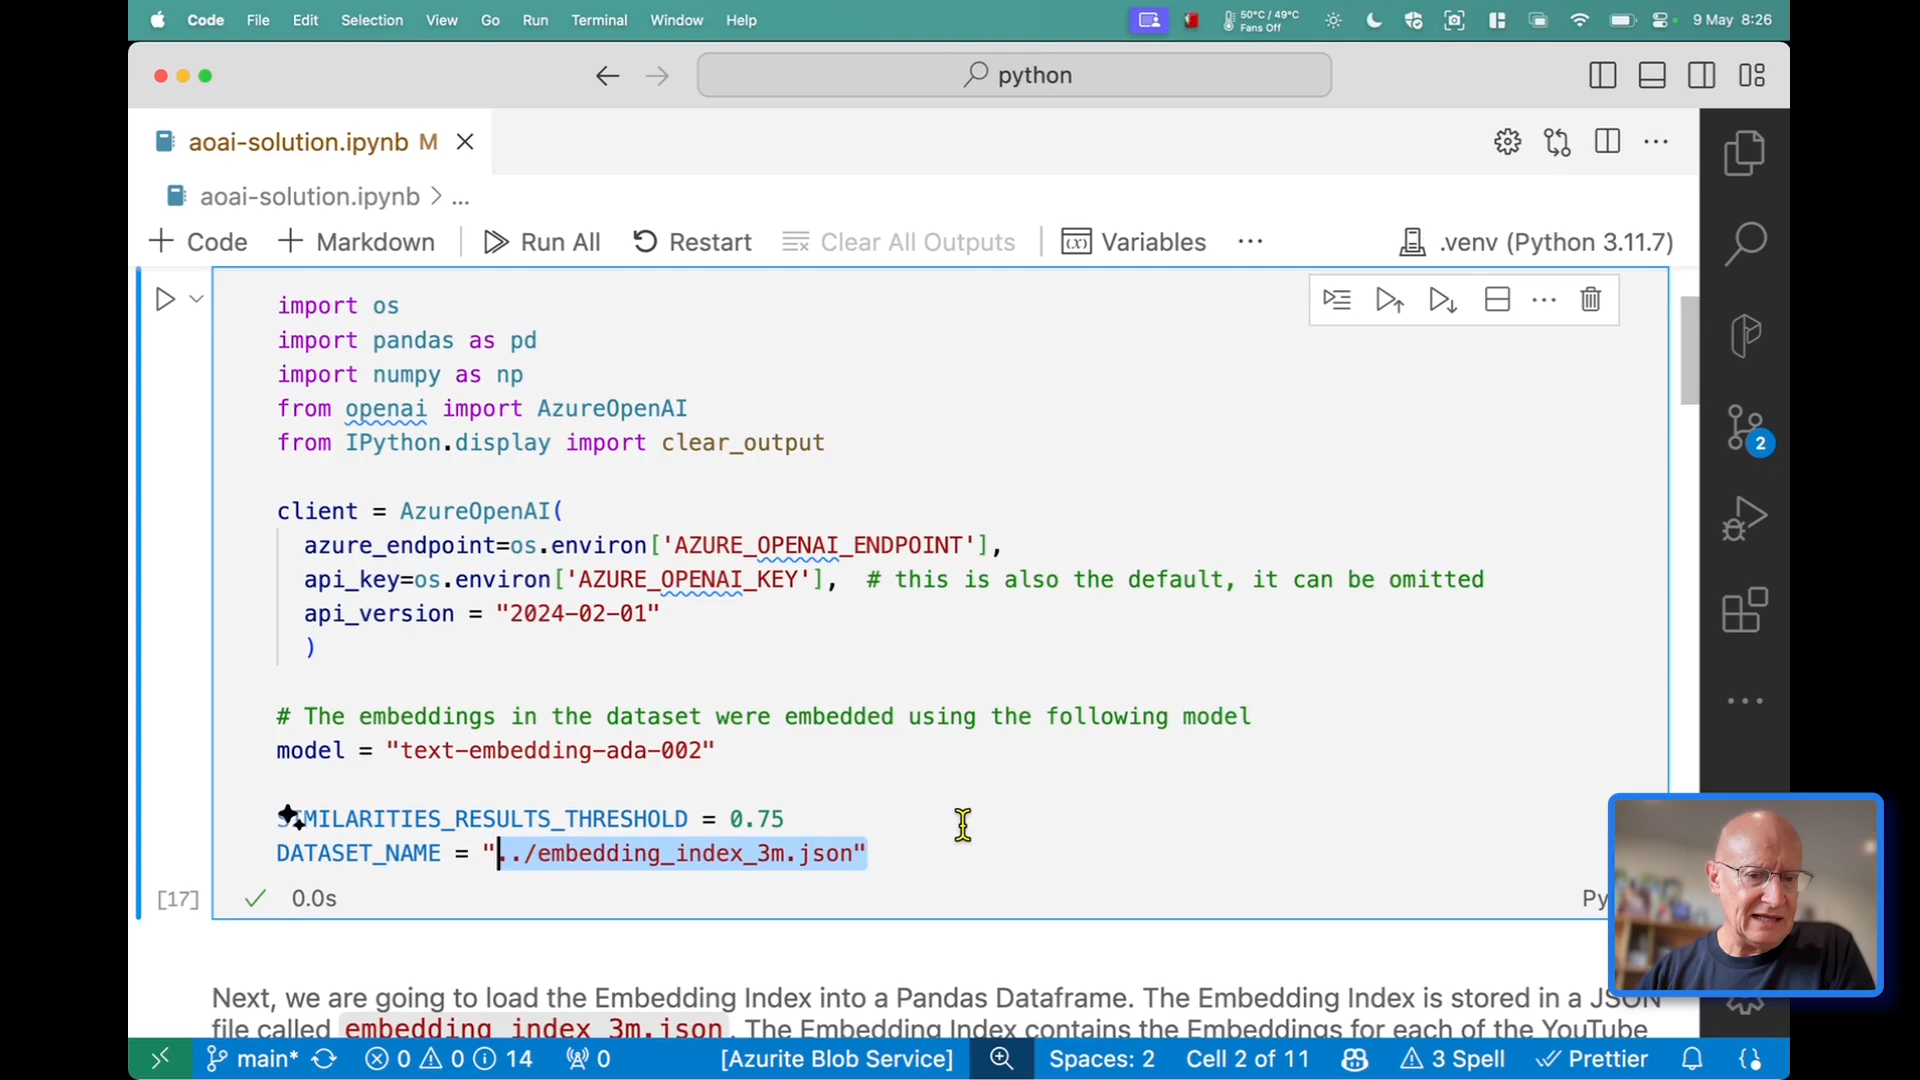 Code File Edit Selection View Go Run Terminal Window Help 50°C / 49°C 9 May 8:26
Fans Off
python
aoai-solution.ipynb M
aoai-solution.ipynb > ...
Code Markdown Run All Restart Clear All Outputs Variables ... .venv (Python 3.11.7)
import os
import pandas as pd
import numpy as np
from openai import AzureOpenAI
from IPython.display import clear_output
client = AzureOpenAI(
azure_endpoint=os.environ['AZURE_OPENAI_ENDPOINT'],
api_key=os.environ['AZURE_OPENAI_KEY'],  # this is also the default, it can be omitted
api_version = "2024-02-01"
)
# The embeddings in the dataset were embedded using the following model
model = "text-embedding-ada-002"
SIMILARITIES_RESULTS_THRESHOLD = 0.75
DATASET_NAME = "../embedding_index_3m.json"
[17] 0.0s Py
2
Next, we are going to load the Embedding Index into a Pandas Dataframe. The Embedding Index is stored in a JSON
file called embedding_index_3m.json. The Embedding Index contains the Embeddings for each of the YouTube
main* 0 0 14 0 [Azurite Blob Service] Spaces: 2 Cell 2 of 11 3 Spell Prettier